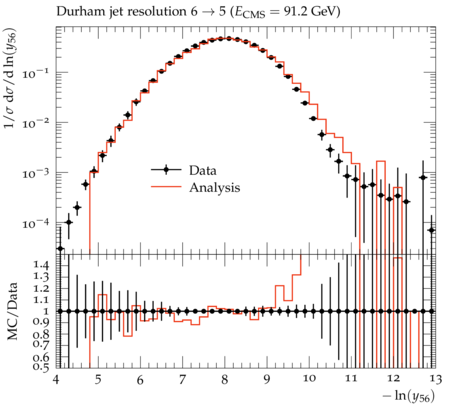 Durham jet resolution 6 → 5 (E_CMS = 91.2 GeV)
1/σ dσ/d ln(y_56)
10^−1
10^−2
10^−3
10^−4
Data
Analysis
MC/Data
1.4
1.3
1.2
1.1
1
0.9
0.8
0.7
0.6
0.5
4 5 6 7 8 9 10 11 12 13
− ln(y_56)